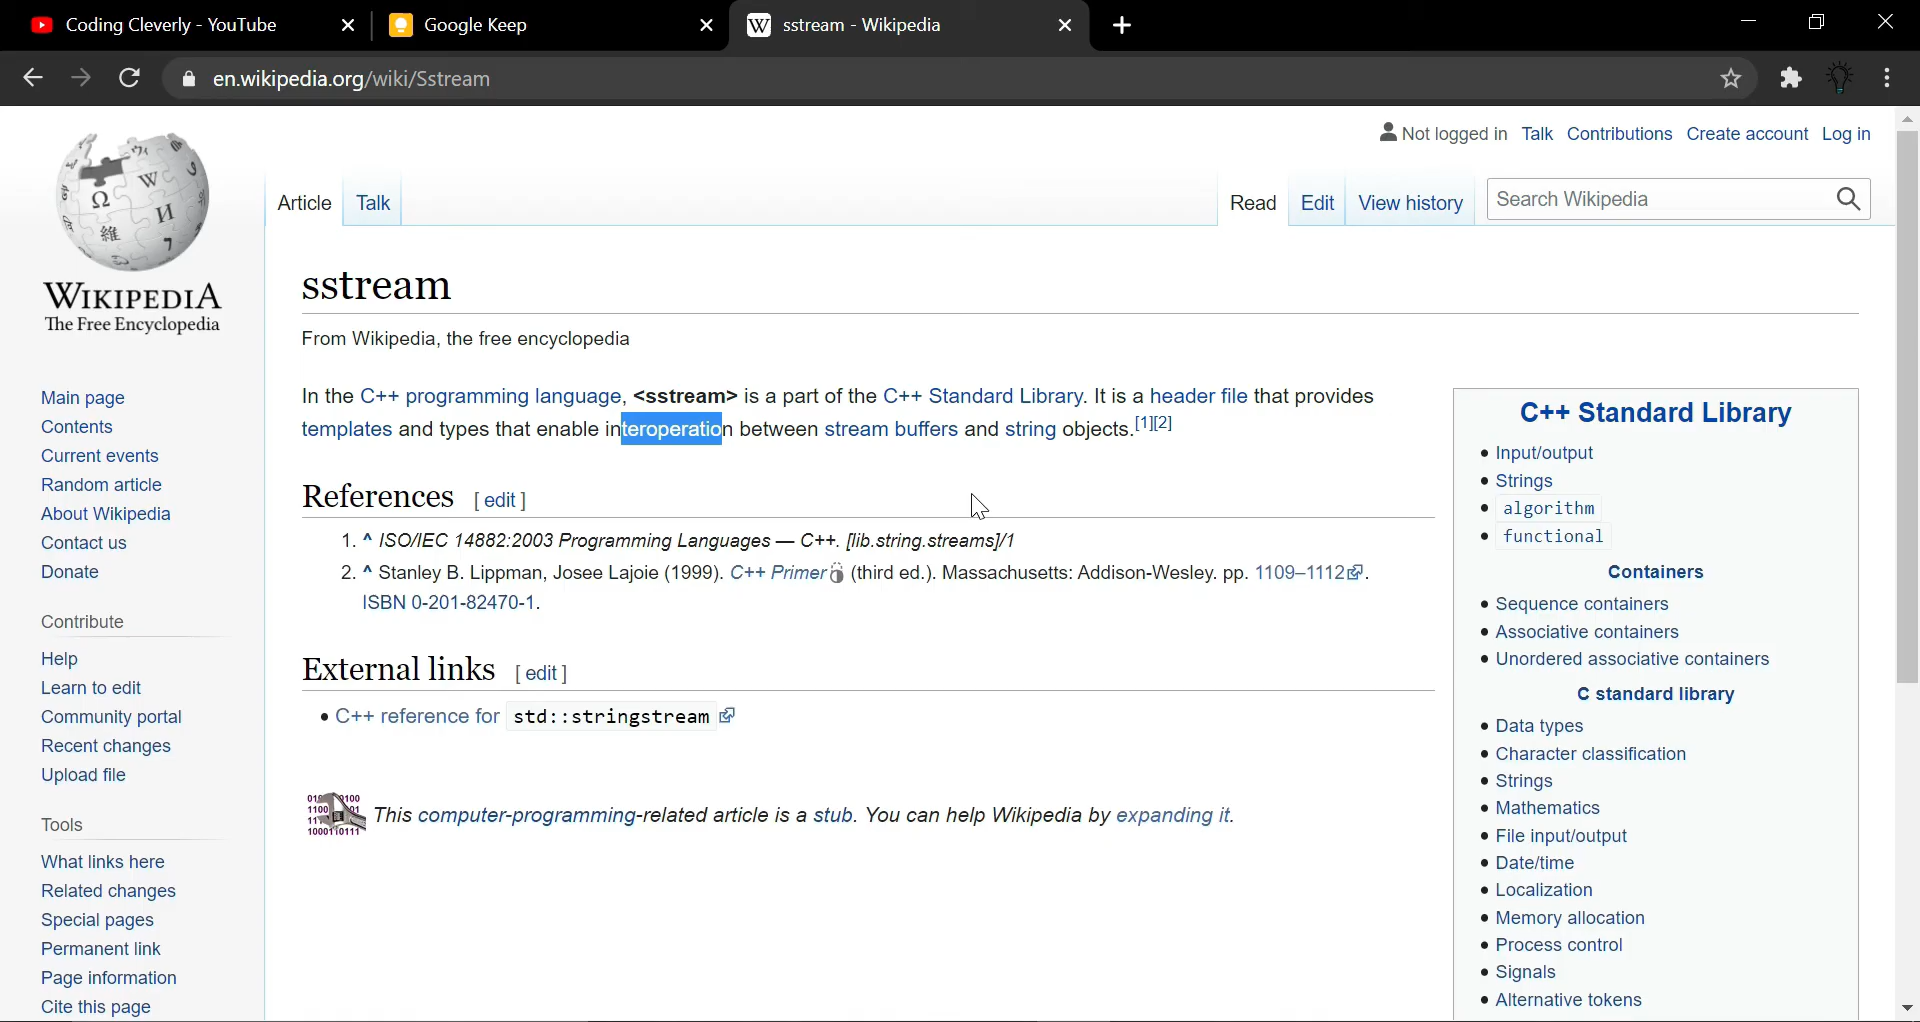 Coding Cleverly - YouTube
Google Keep
sstream - Wikipedia
en.wikipedia.org/wiki/Sstream
Not logged in Talk Contributions Create account Log in
Article Talk Read Edit View history Search Wikipedia
WIKIPEDIA
The Free Encyclopedia
Main page
Contents
Current events
Random article
About Wikipedia
Contact us
Donate
Contribute
Help
Learn to edit
Community portal
Recent changes
Upload file
Tools
What links here
Related changes
Special pages
Permanent link
Page information
Cite this page
sstream
From Wikipedia, the free encyclopedia
In the C++ programming language, <sstream> is a part of the C++ Standard Library. It is a header file that provides
templates and types that enable interoperation between stream buffers and string objects.[1][2]
References [ edit ]
1. ^ ISO/IEC 14882:2003 Programming Languages — C++. [lib.string.streams]/1
2. ^ Stanley B. Lippman, Josee Lajoie (1999). C++ Primer (third ed.). Massachusetts: Addison-Wesley. pp. 1109–1112.
ISBN 0-201-82470-1.
External links [ edit ]
• C++ reference for std::stringstream
This computer-programming-related article is a stub. You can help Wikipedia by expanding it.
C++ Standard Library
• Input/output
• Strings
• algorithm
• functional
Containers
• Sequence containers
• Associative containers
• Unordered associative containers
C standard library
• Data types
• Character classification
• Strings
• Mathematics
• File input/output
• Date/time
• Localization
• Memory allocation
• Process control
• Signals
• Alternative tokens